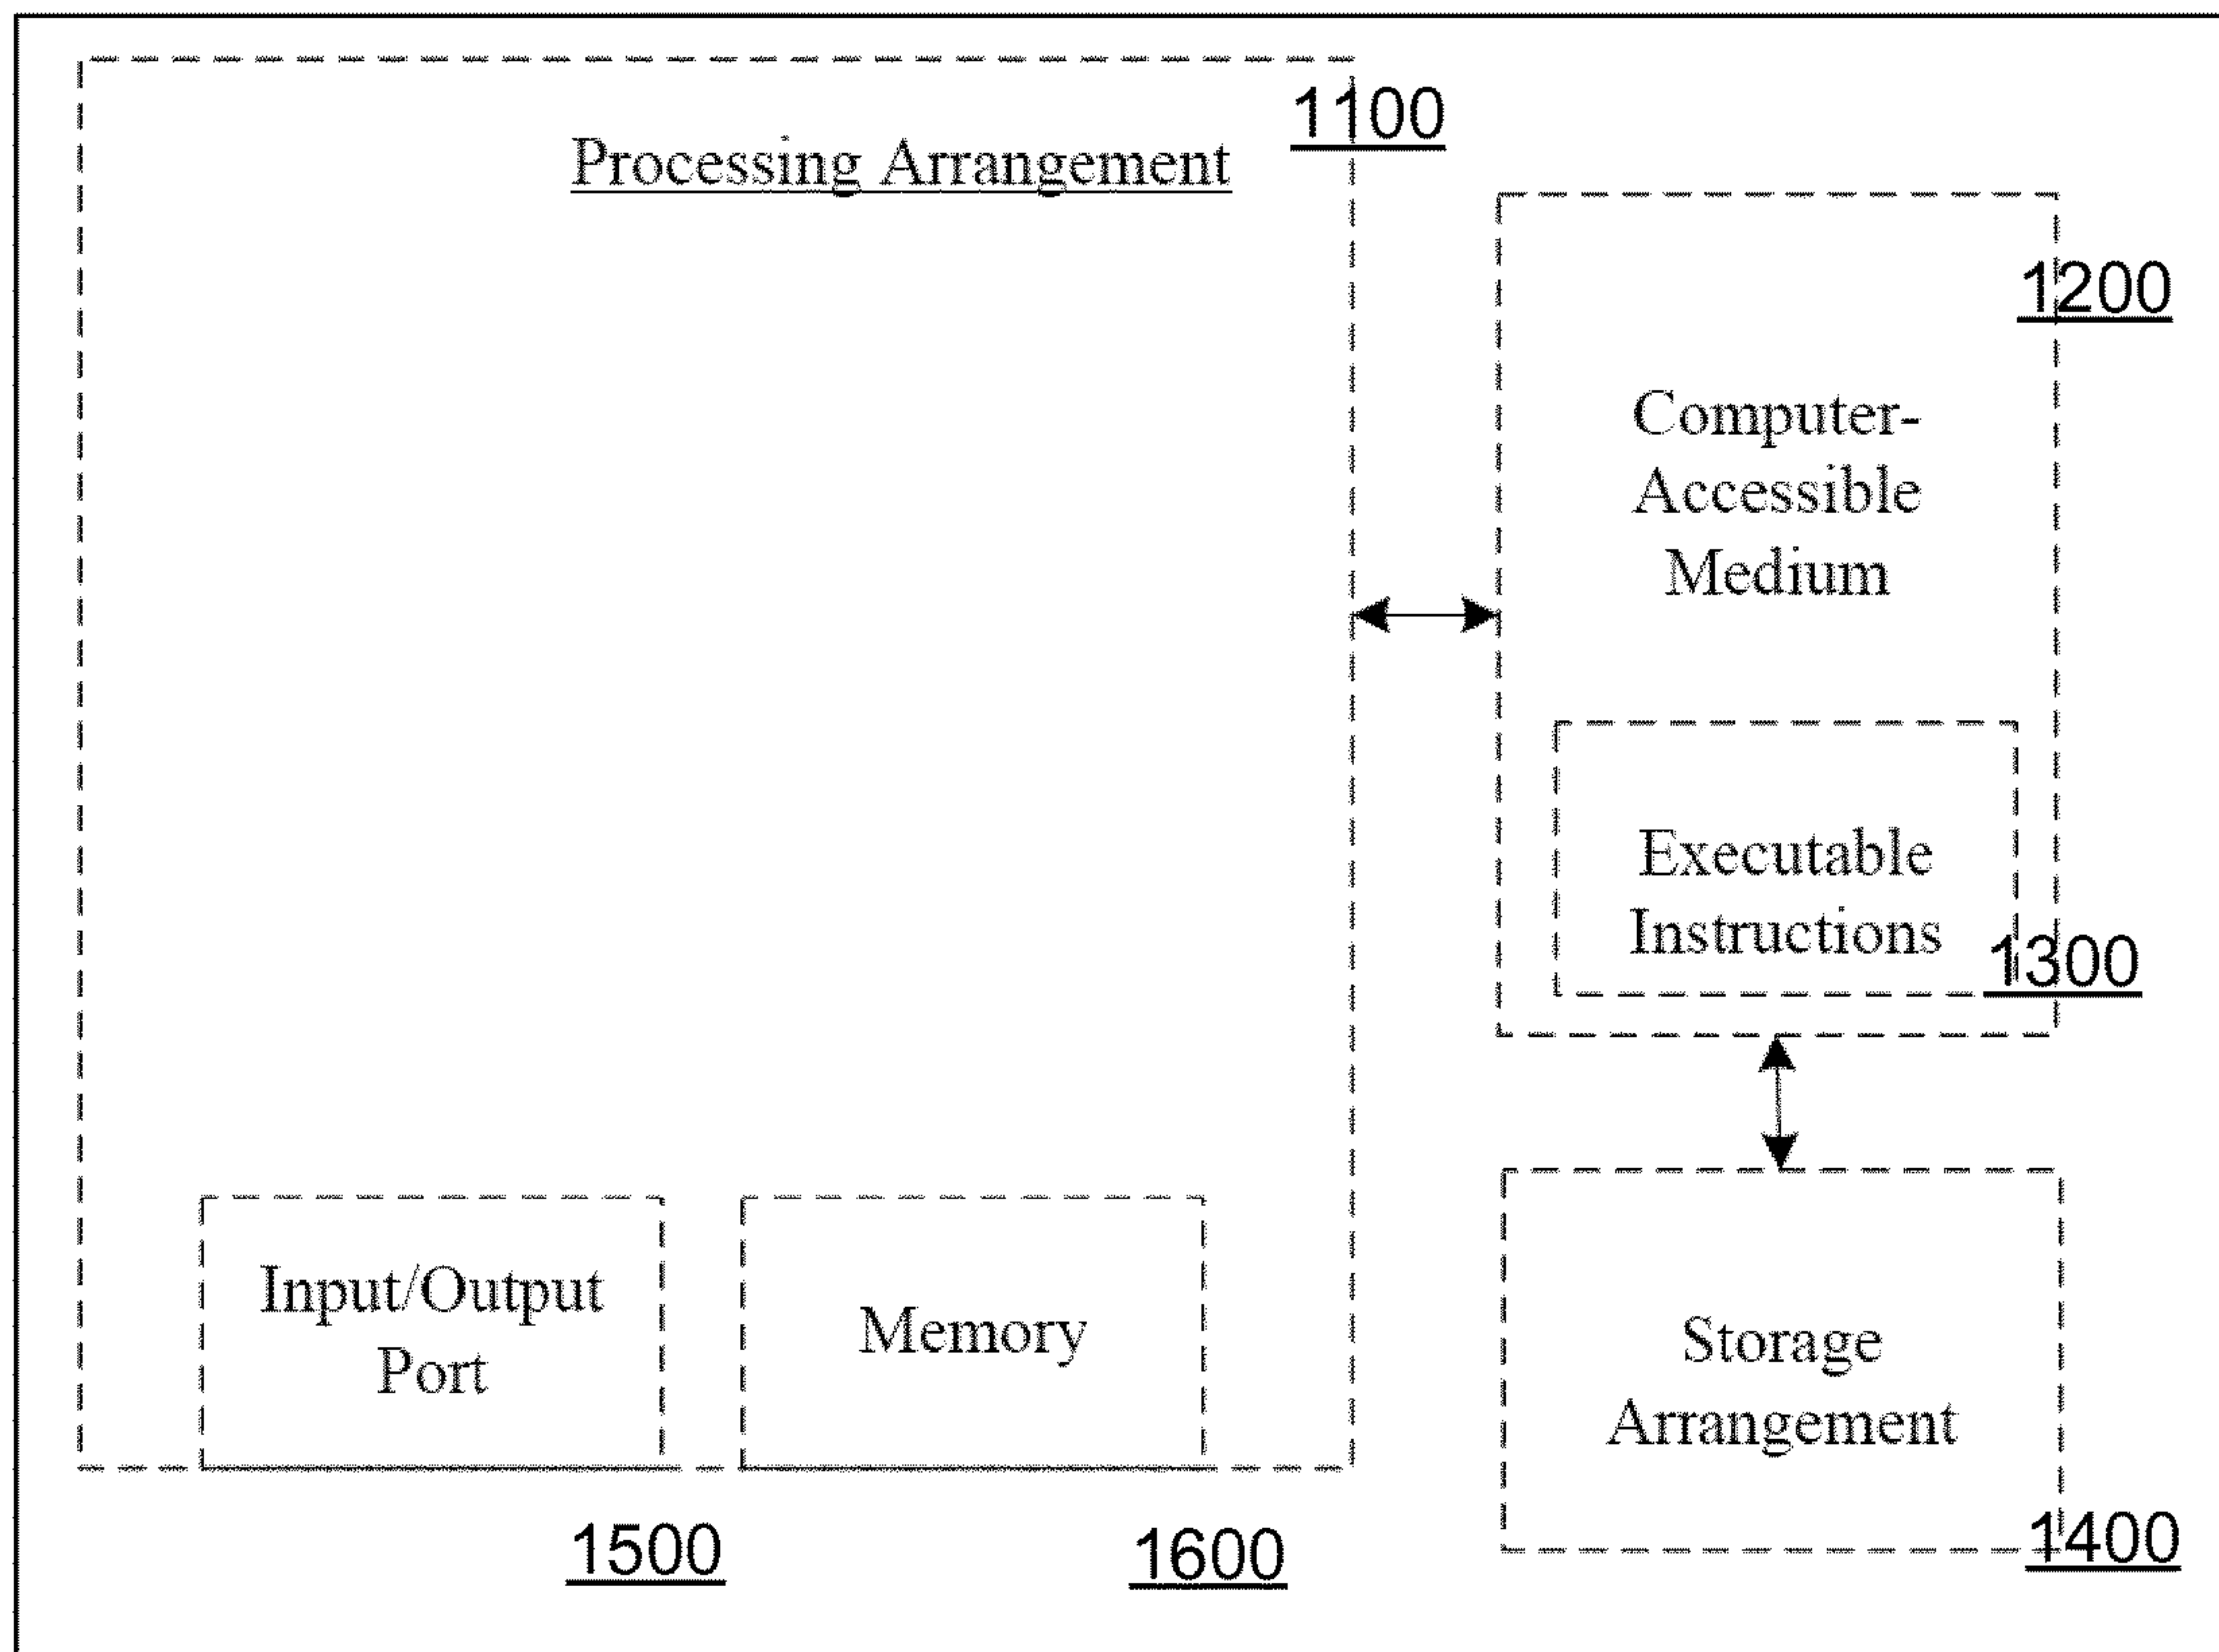 1100
Processing Arrangement
1200
Computer-
Accessible
Medium
Executable
Instructions
1300
Input/Output
Port
Memory
Storage
Arrangement
1500
1600
1400